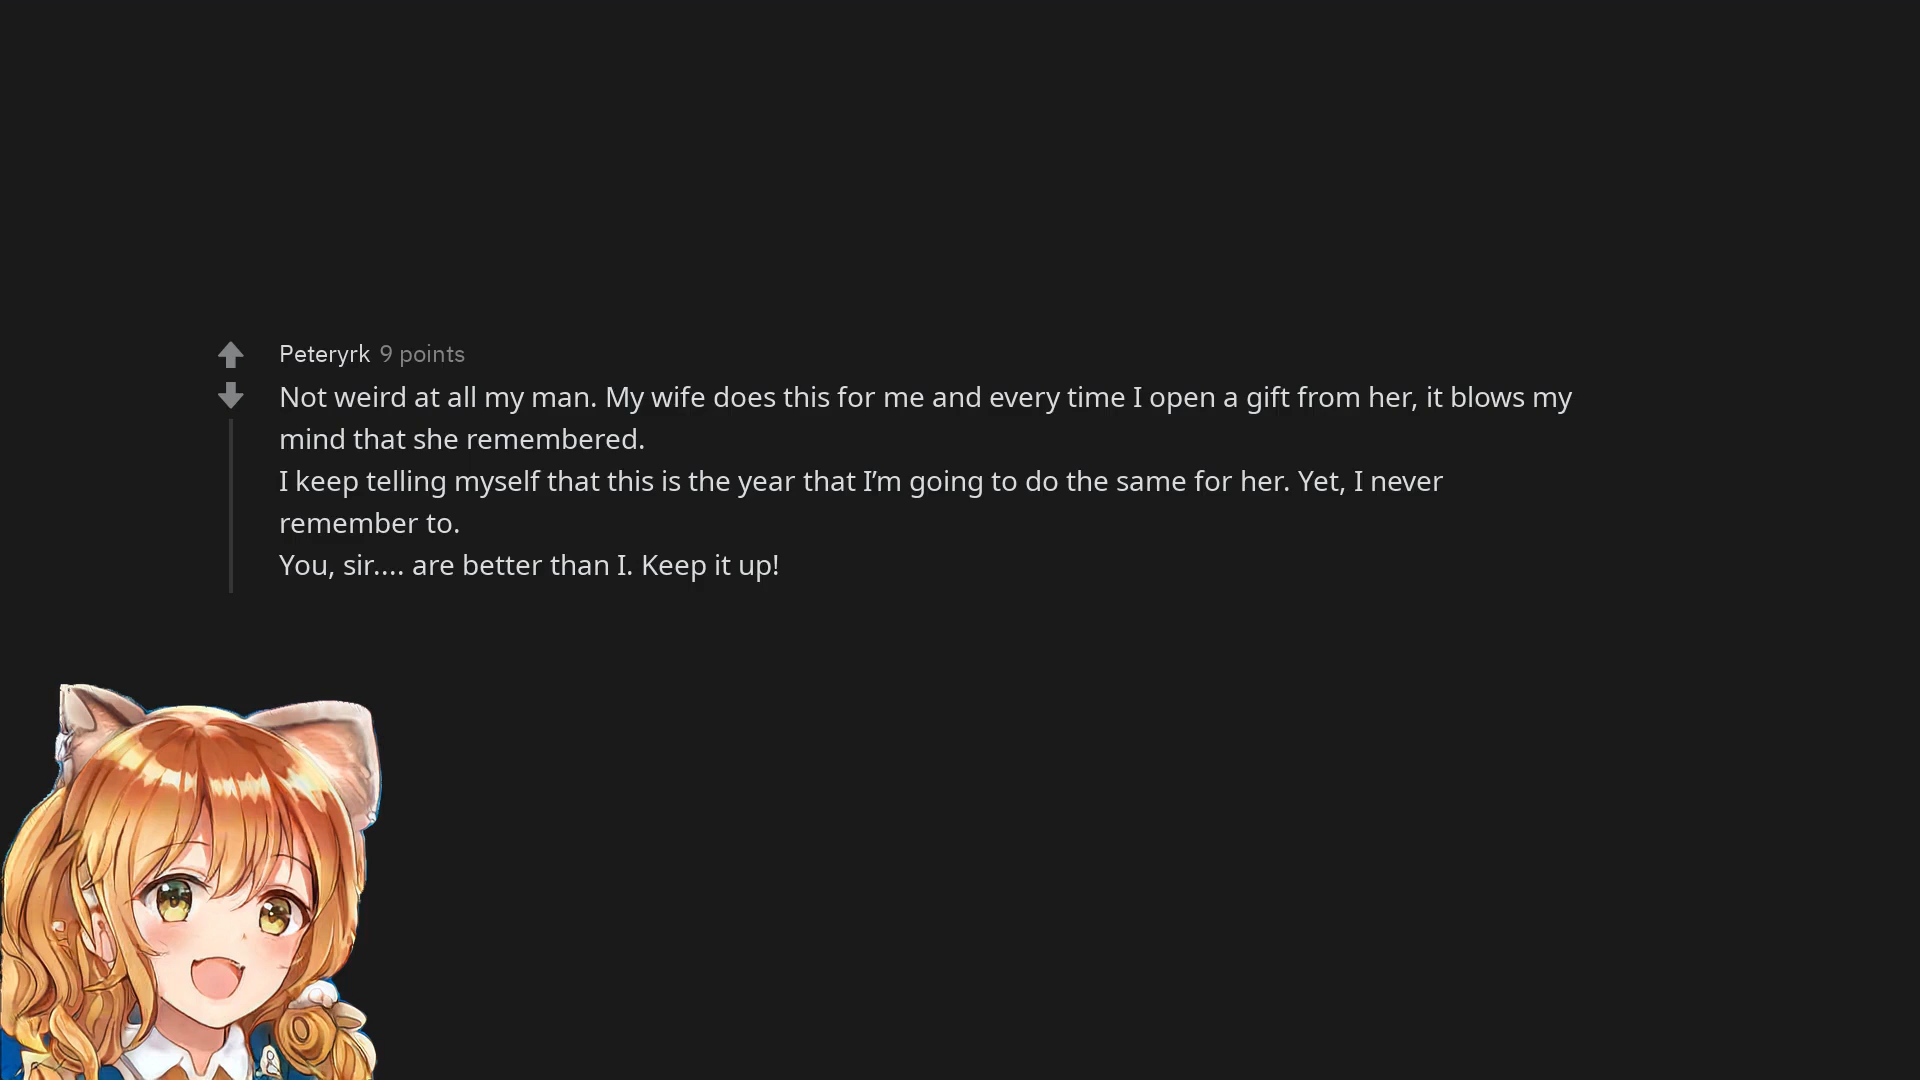 Peteryrk 9 points
Not weird at all my man. My wife does this for me and every time I open a gift from her, it blows my
mind that she remembered.
I keep telling myself that this is the year that I’m going to do the same for her. Yet, I never
remember to.
You, sir.... are better than I. Keep it up!